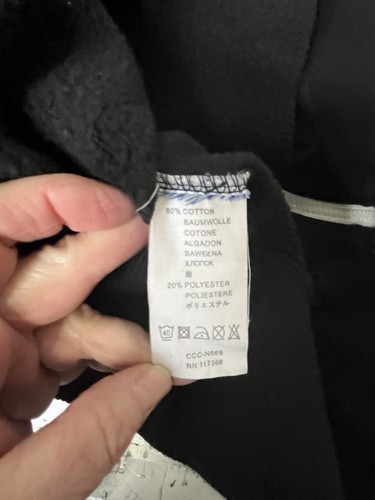 80% COTTON
BAUMWOLLE
COTONE
ALGADON
BAWEŁNA
ХЛОПОК
20% POLYESTER
POLIESTERE
ポリエステル
40
CCC-N569
RN 117368